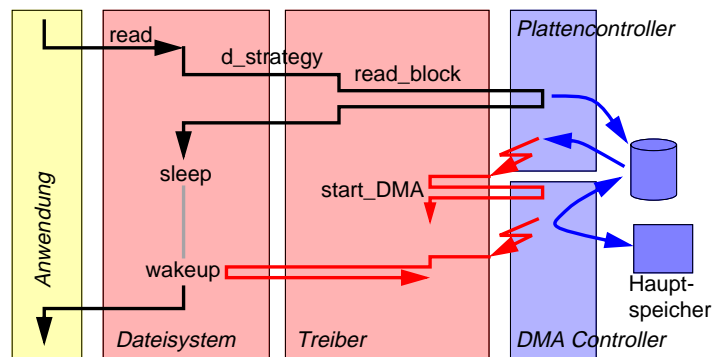 Plattencontroller
read
d_strategy
read_block
sleep
start_DMA
wakeup
Anwendung
Haupt-
speicher
Dateisystem
Treiber
DMA Controller